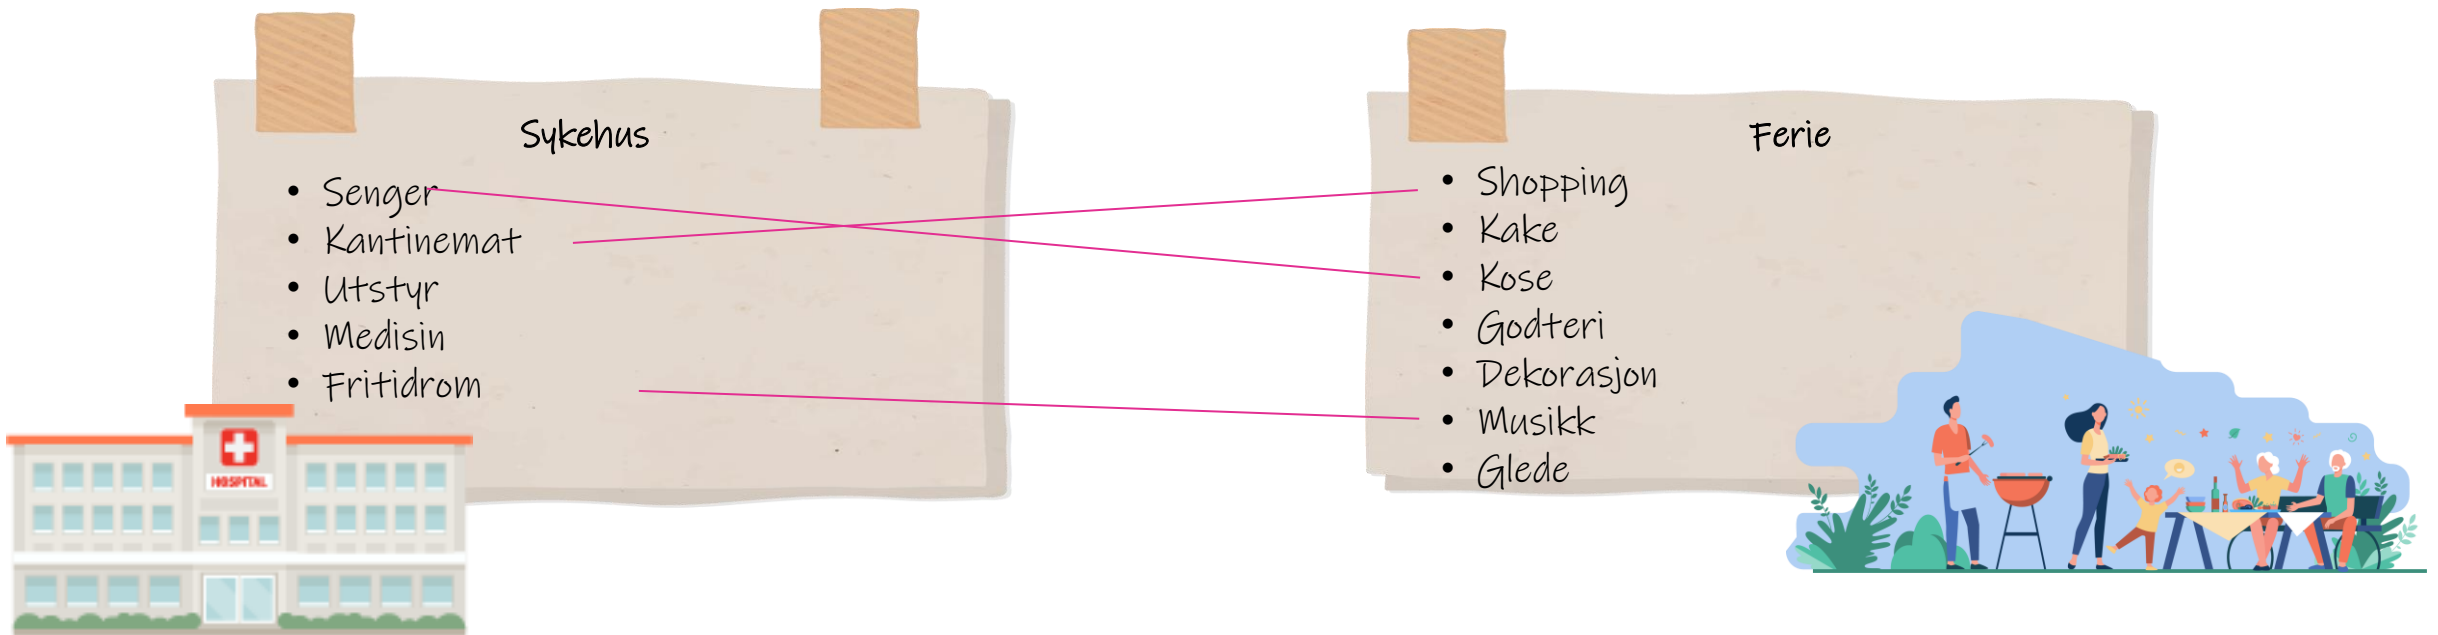 Sykehus
• Senger
• Kantinemat
• Utstyr
• Medisin
• Fritidrom
HOSPITAL
Ferie
• Shopping
• Kake
• Kose
• Godteri
• Dekorasjon
• Musikk
• Glede